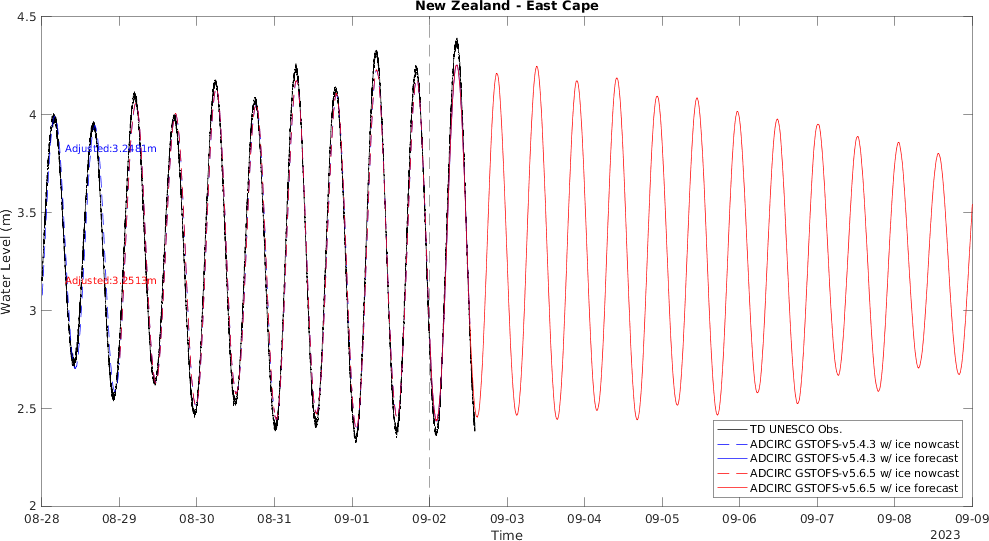 New Zealand - East Cape
Water Level (m)
4.5
4
3.5
3
2.5
2
Adjusted:3.2481m
Adjusted:3.2513m
TD UNESCO Obs.
ADCIRC GSTOFS-v5.4.3 w/ ice nowcast
ADCIRC GSTOFS-v5.4.3 w/ ice forecast
ADCIRC GSTOFS-v5.6.5 w/ ice nowcast
ADCIRC GSTOFS-v5.6.5 w/ ice forecast
08-28 08-29 08-30 08-31 09-01 09-02 09-03 09-04 09-05 09-06 09-07 09-08 09-09
Time
2023